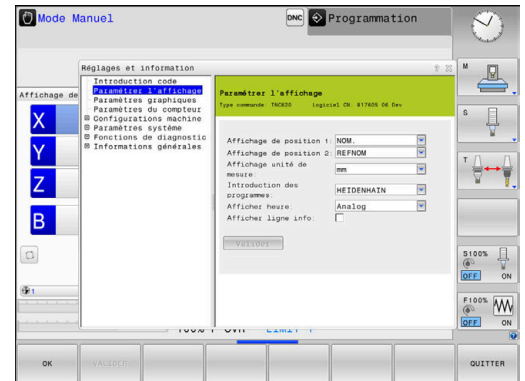 Mode Manuel
DNC
Programmation
Réglages et information
Affichage de
Introduction code
Paramétrer l'affichage
Paramètres graphiques
Paramètres du compteur
Configurations machine
Paramètres système
Fonctions de diagnostic
Informations générales
Paramétrer l'affichage
Type commande TNC620 Logiciel CN 817605 06 Dev
Affichage de position 1: NOM.
Affichage de position 2: REFNOM
Affichage unité de
mesure: mm
Introduction des
programmes: HEIDENHAIN
Afficher heure: Analog
Afficher ligne info:
Valider
X
Y
Z
B
1
M
S
T
S100%
OFF ON
F100%
OFF ON
OK
VALIDER
QUITTER